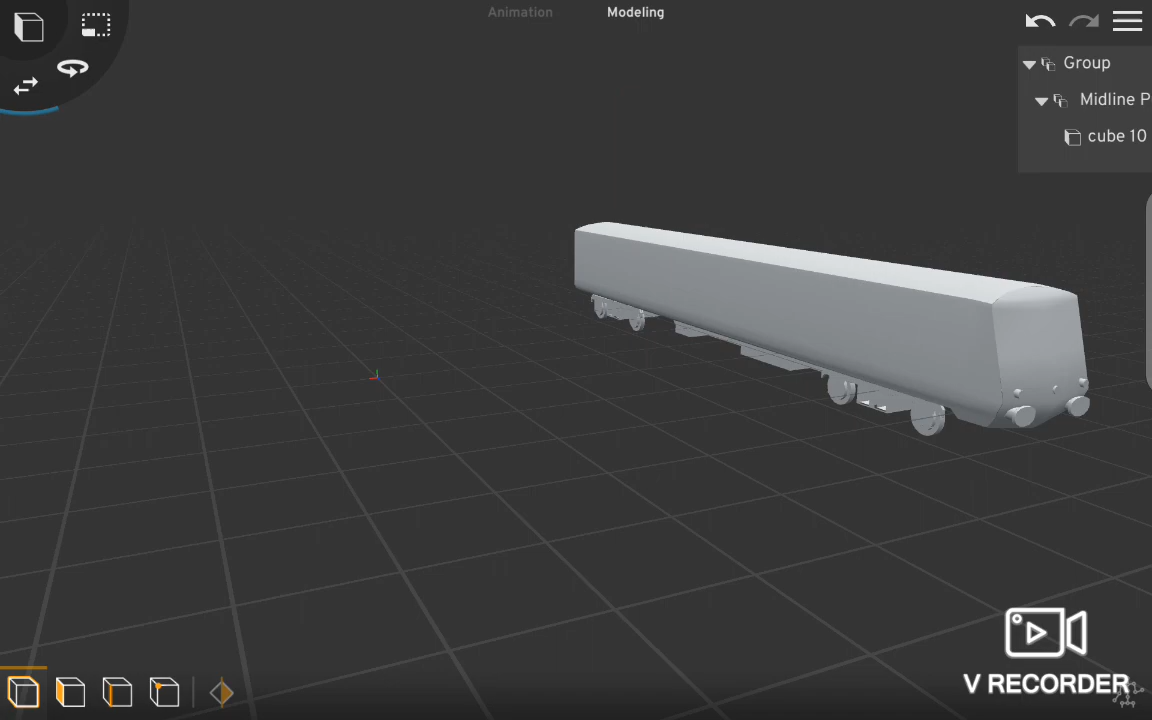 Animation
Modeling
Group
Midline P
cube 10
V RECORDER